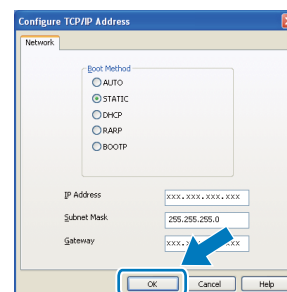 Configure TCP/IP Address
Network
Boot Method
AUTO
STATIC
DHCP
RARP
BOOTP
IP Address xxx.xxx.xxx.xxx
Subnet Mask 255.255.255.0
Gateway
OK Cancel Help